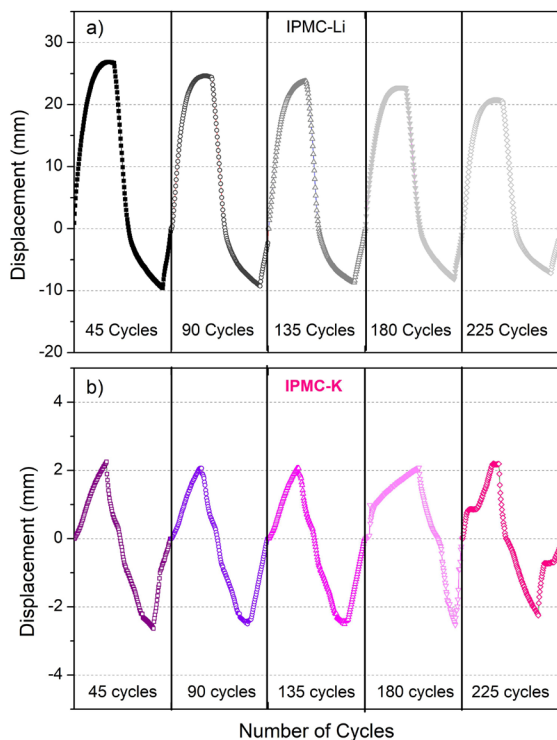 a)
IPMC-Li
Displacement (mm)
30
20
10
0
-10
-20
45 Cycles
90 Cycles
135 Cycles
180 Cycles
225 Cycles
b)
IPMC-K
Displacement (mm)
4
2
0
-2
-4
45 cycles
90 cycles
135 cycles
180 cycles
225 cycles
Number of Cycles